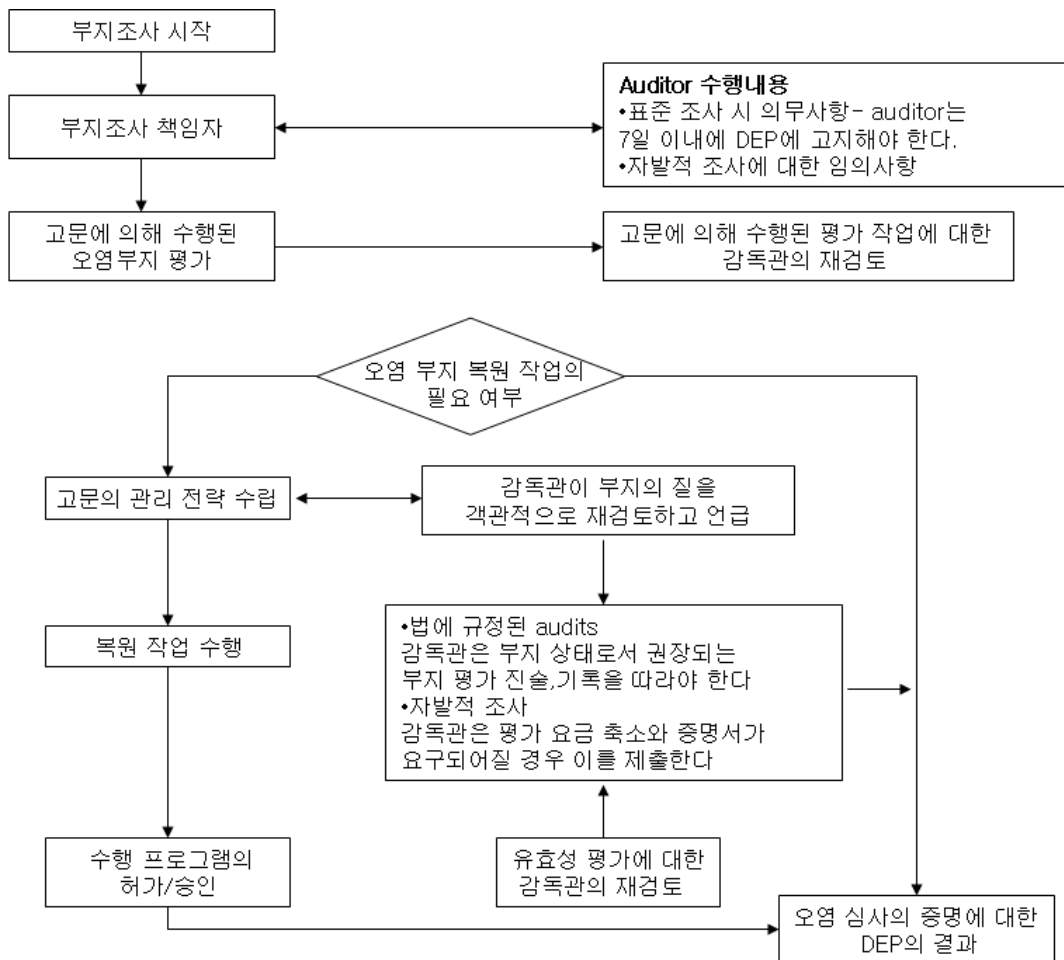 부지조사 시작
부지조사 책임자
Auditor 수행내용
•표준 조사 시 의무사항- auditor는
7일 이내에 DEP에 고지해야 한다.
•자발적 조사에 대한 임의사항
고문에 의해 수행된
오염부지 평가
고문에 의해 수행된 평가 작업에 대한
감독관의 재검토
오염 부지 복원 작업의
필요 여부
고문의 관리 전략 수립
감독관이 부지의 질을
객관적으로 재검토하고 언급
복원 작업 수행
•법에 규정된 audits
감독관은 부지 상태로서 권장되는
부지 평가 진술,기록을 따라야 한다
•자발적 조사
감독관은 평가 요금 축소와 증명서가
요구되어질 경우 이를 제출한다
수행 프로그램의
허가/승인
유효성 평가에 대한
감독관의 재검토
오염 심사의 증명에 대한
DEP의 결과